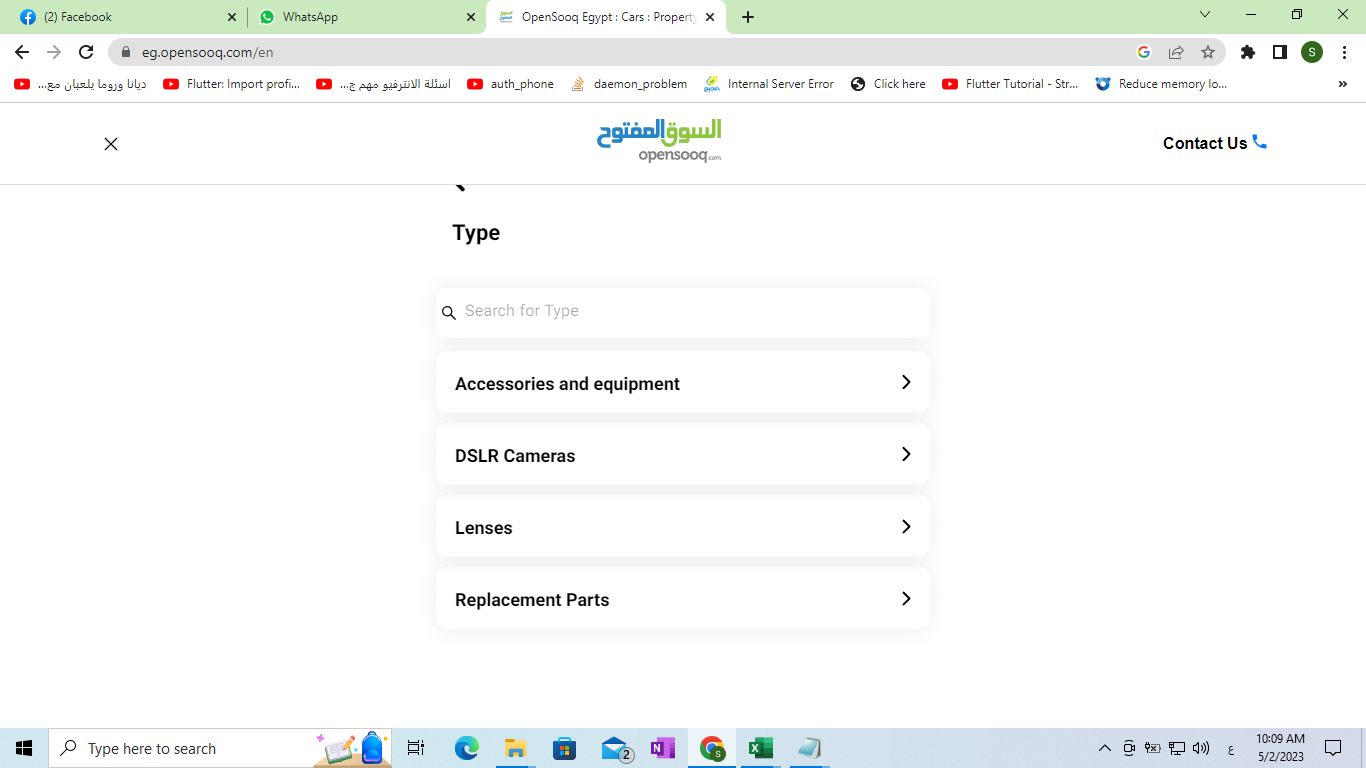 (2) Facebook
WhatsApp
OpenSooq Egypt : Cars : Property
eg.opensooq.com/en
S
ديانا وروما يلعبان مع...
Flutter: Import profi...
اسئلة الانترفيو مهم ج...
auth_phone
daemon_problem
Internal Server Error
Click here
Flutter Tutorial - Str...
Reduce memory lo...
»
السوق المفتوح
opensooq.com
Contact Us
Type
Search for Type
Accessories and equipment
DSLR Cameras
Lenses
Replacement Parts
Type here to search
2
N
S
ع
10:09 AM
5/2/2023